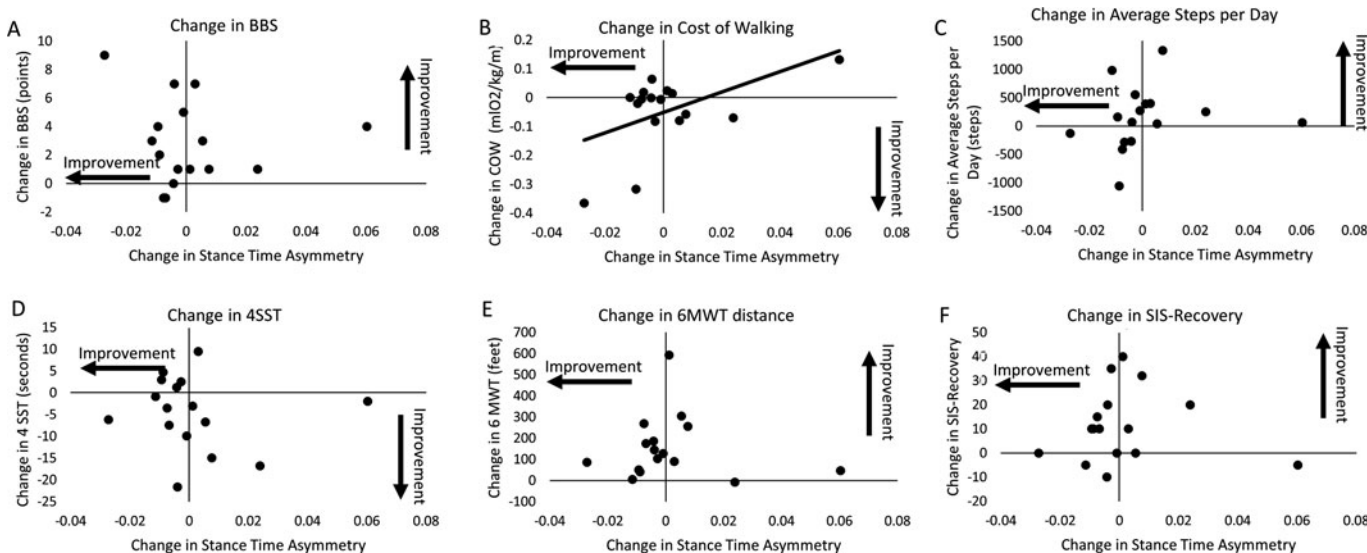 A
Change in BBS
Change in BBS (points)
10
8
6
4
2
0
-2
-0.04 -0.02 0 0.02 0.04 0.06 0.08
Change in Stance Time Asymmetry
Improvement
Improvement
B
Change in Cost of Walking
Change in COW (mlO2/kg/m)
0.2
0.1
0
-0.1
-0.2
-0.3
-0.4
-0.04 -0.02 0 0.02 0.04 0.06 0.08
Change in Stance Time Asymmetry
Improvement
Improvement
C
Change in Average Steps per Day
Change in Average Steps per
Day (steps)
1500
1000
500
0
-500
-1000
-1500
-0.04 -0.02 0 0.02 0.04 0.06 0.08
Change in Stance Time Asymmetry
Improvement
Improvement
D
Change in 4SST
Change in 4 SST (seconds)
15
10
5
0
-5
-10
-15
-20
-25
-0.04 -0.02 0 0.02 0.04 0.06 0.08
Change in Stance Time Asymmetry
Improvement
Improvement
E
Change in 6MWT distance
Change in 6 MWT (feet)
700
600
500
400
300
200
100
0
-100
-0.04 -0.02 0 0.02 0.04 0.06 0.08
Change in Stance Time Asymmetry
Improvement
Improvement
F
Change in SIS-Recovery
Change in SIS-Recovery
50
40
30
20
10
0
-10
-20
-0.04 -0.02 0 0.02 0.04 0.06 0.08
Change in Stance Time Asymmetry
Improvement
Improvement